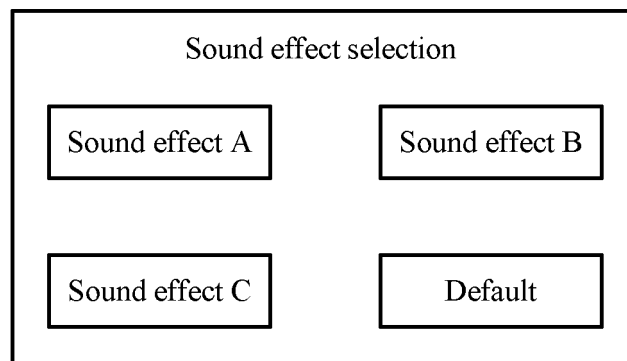 Sound effect selection
Sound effect A
Sound effect B
Sound effect C
Default